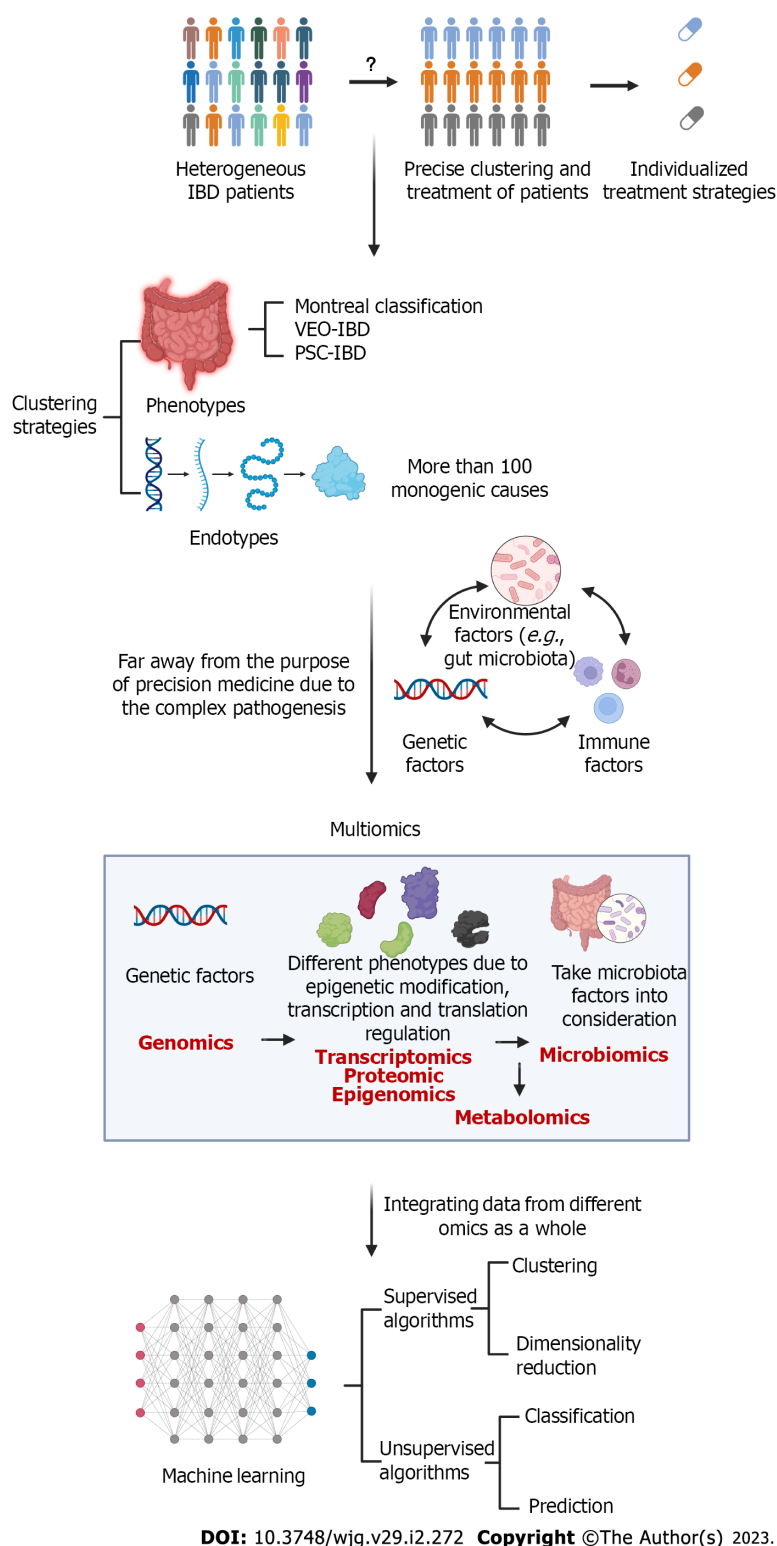 ?
Heterogeneous
IBD patients
Precise clustering and
treatment of patients
Individualized
treatment strategies
Montreal classification
VEO-IBD
PSC-IBD
Clustering
strategies
Phenotypes
More than 100
monogenic causes
Endotypes
Environmental
factors (e.g.,
gut microbiota)
Far away from the purpose
of precision medicine due to
the complex pathogenesis
Genetic
factors
Immune
factors
Multiomics
Genetic factors
Different phenotypes due to
epigenetic modification,
transcription and translation
regulation
Take microbiota
factors into
consideration
Genomics
Transcriptomics
Proteomic
Epigenomics
Microbiomics
Metabolomics
Integrating data from different
omics as a whole
Supervised
algorithms
Clustering
Dimensionality
reduction
Unsupervised
algorithms
Classification
Prediction
Machine learning
DOI: 10.3748/wjg.v29.i2.272 Copyright ©The Author(s) 2023.